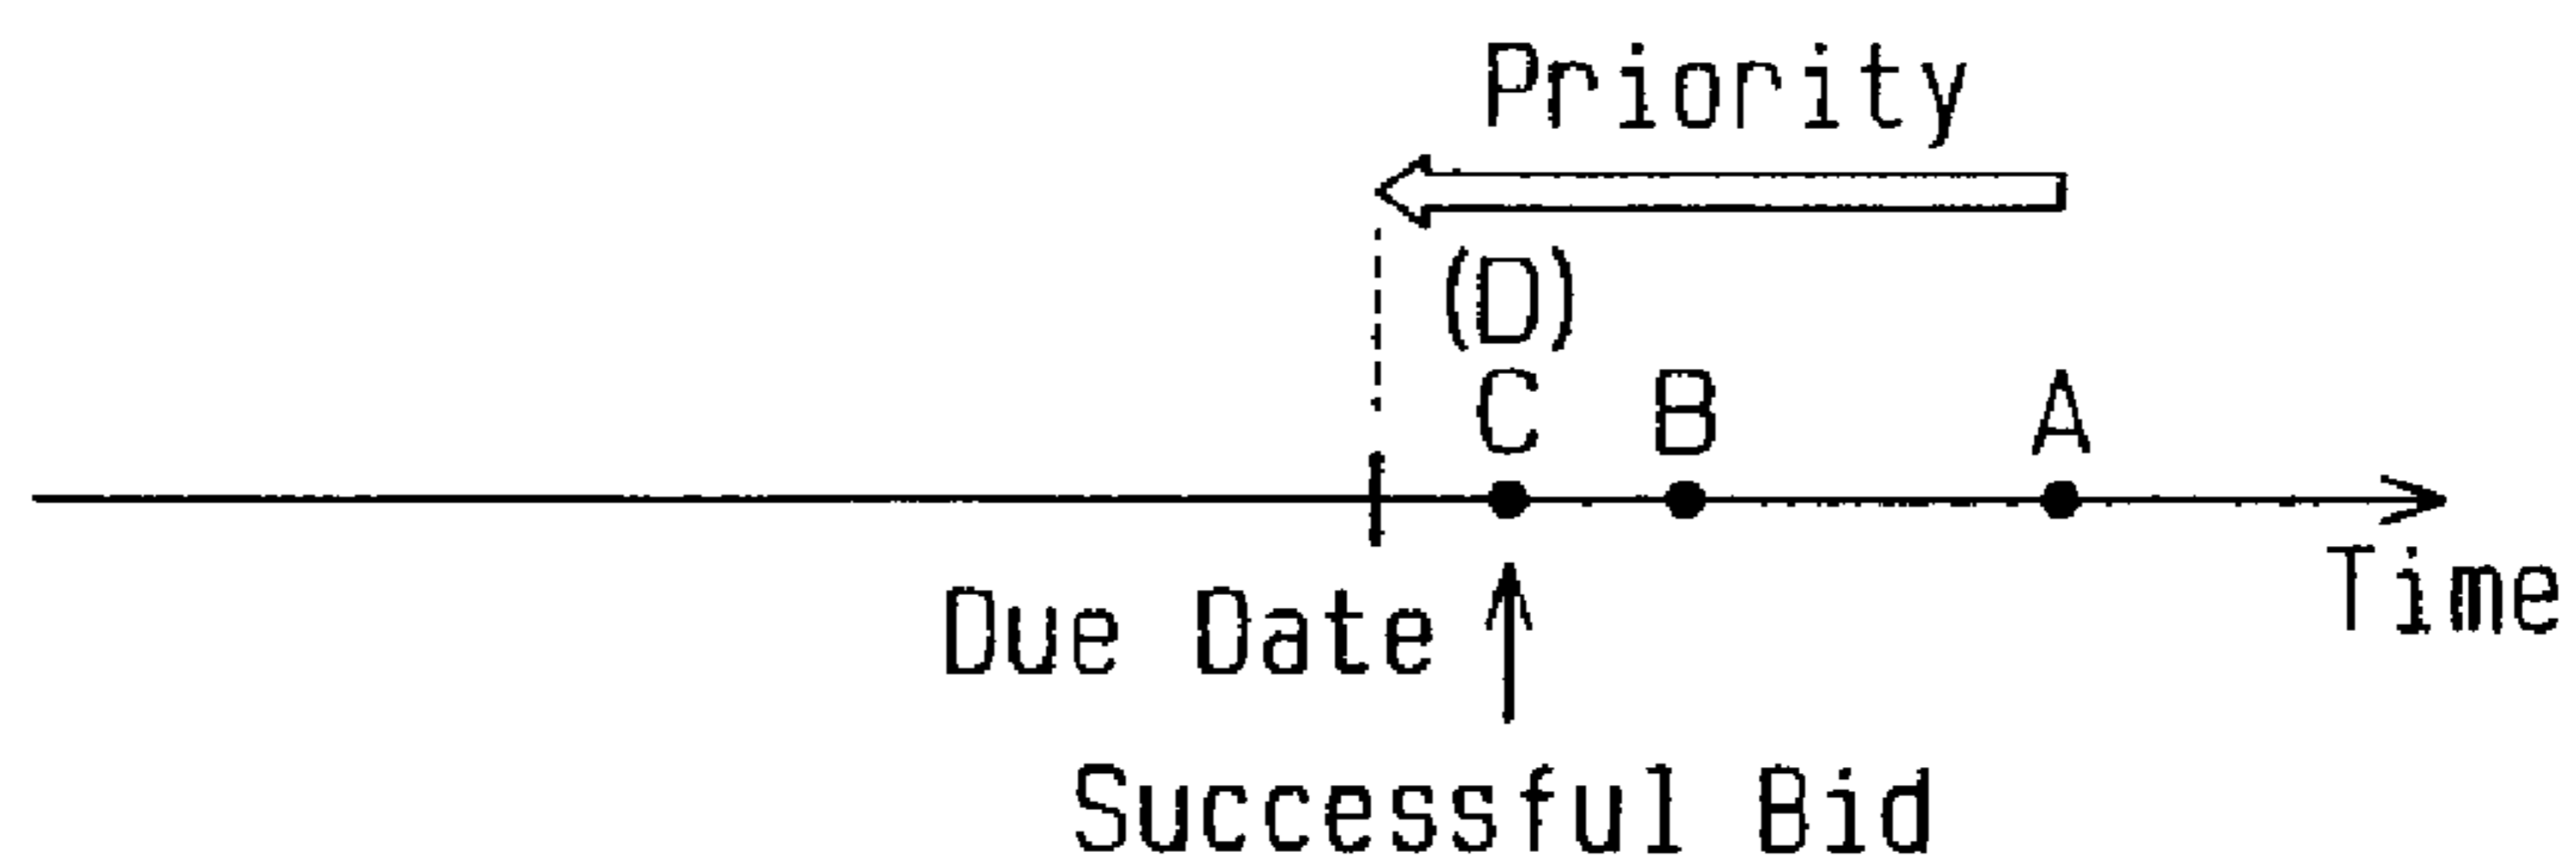 Priority
(D)
C B A
Time
Due Date
Successful Bid